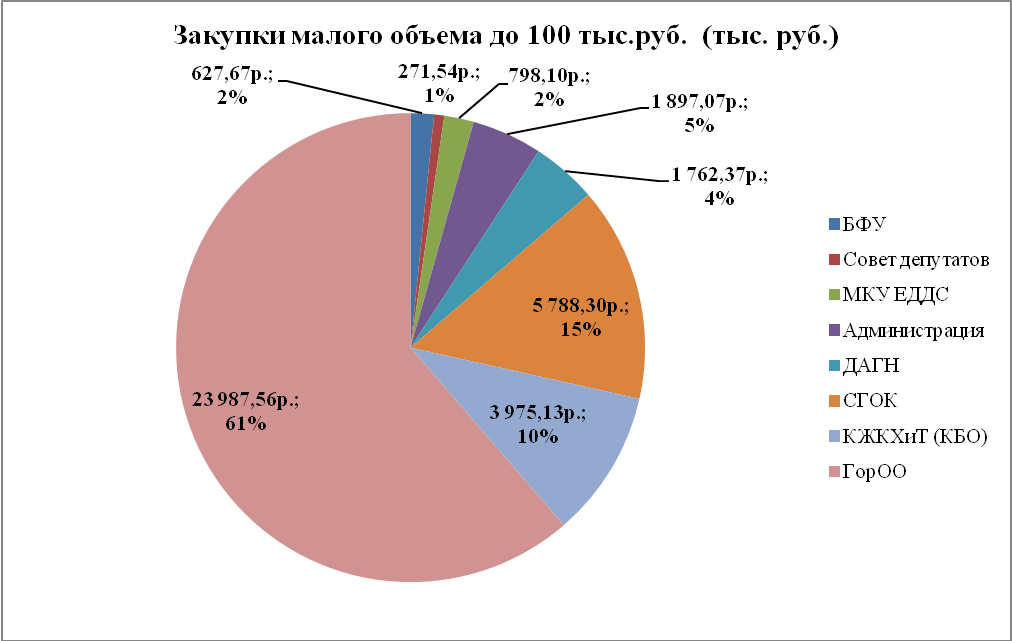 Закупки малого объема до 100 тыс.руб.  (тыс. руб.)
627,67р.;
2%
271,54р.;
1%
798,10р.;
2%
1 897,07р.;
5%
1 762,37р.;
4%
5 788,30р.;
15%
3 975,13р.;
10%
23 987,56р.;
61%
БФУ
Совет депутатов
МКУ ЕДДС
Администрация
ДАГН
СГОК
КЖКХиТ (КБО)
ГорОО